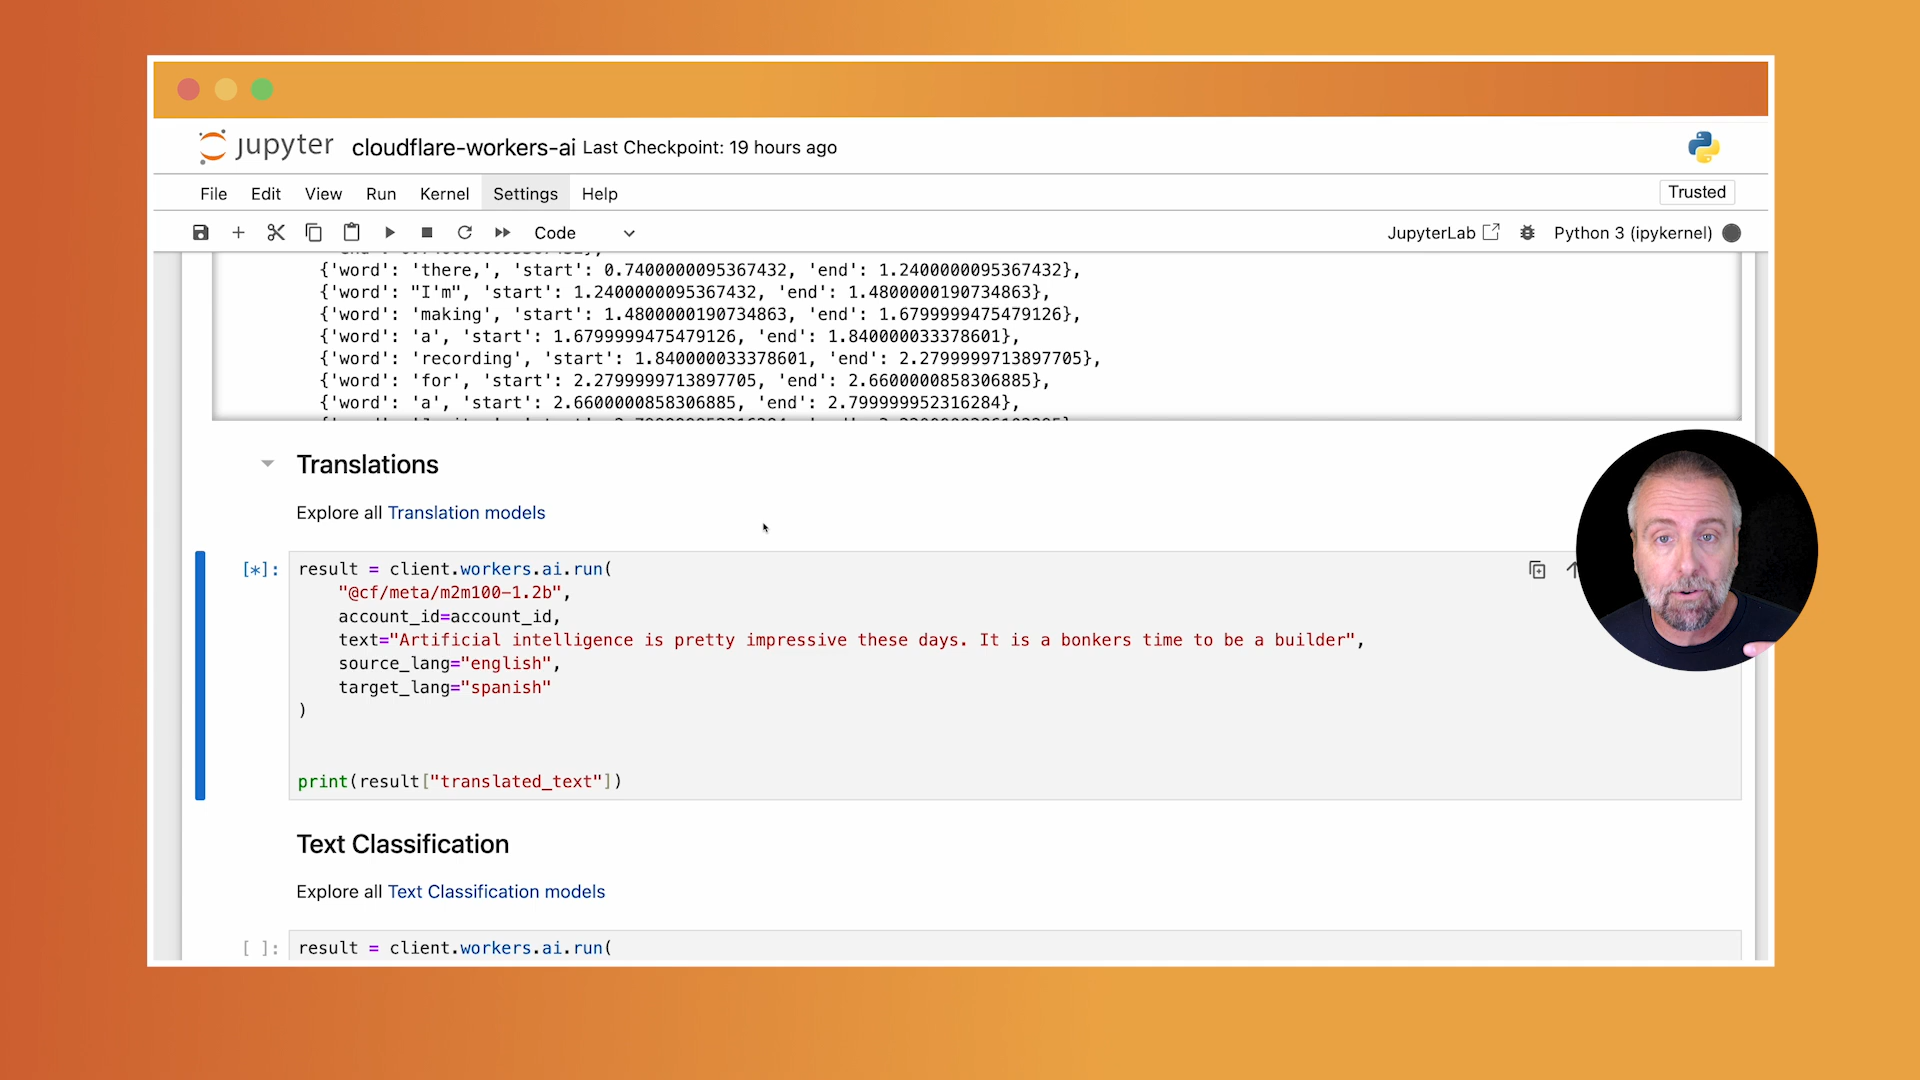 jupyter cloudflare-workers-ai Last Checkpoint: 19 hours ago
File Edit View Run Kernel Settings Help Trusted
Code JupyterLab Python 3 (ipykernel)
{'word': 'there,', 'start': 0.7400000095367432, 'end': 1.2400000095367432},
{'word': "I'm", 'start': 1.2400000095367432, 'end': 1.4800000190734863},
{'word': 'making', 'start': 1.4800000190734863, 'end': 1.6799999475479126},
{'word': 'a', 'start': 1.6799999475479126, 'end': 1.840000033378601},
{'word': 'recording', 'start': 1.840000033378601, 'end': 2.2799999713897705},
{'word': 'for', 'start': 2.2799999713897705, 'end': 2.6600000858306885},
{'word': 'a', 'start': 2.6600000858306885, 'end': 2.799999952316284},
Translations
Explore all Translation models
[*]: result = client.workers.ai.run(
"@cf/meta/m2m100-1.2b",
account_id=account_id,
text="Artificial intelligence is pretty impressive these days. It is a bonkers time to be a builder",
source_lang="english",
target_lang="spanish"
)
print(result["translated_text"])
Text Classification
Explore all Text Classification models
[ ]: result = client.workers.ai.run(